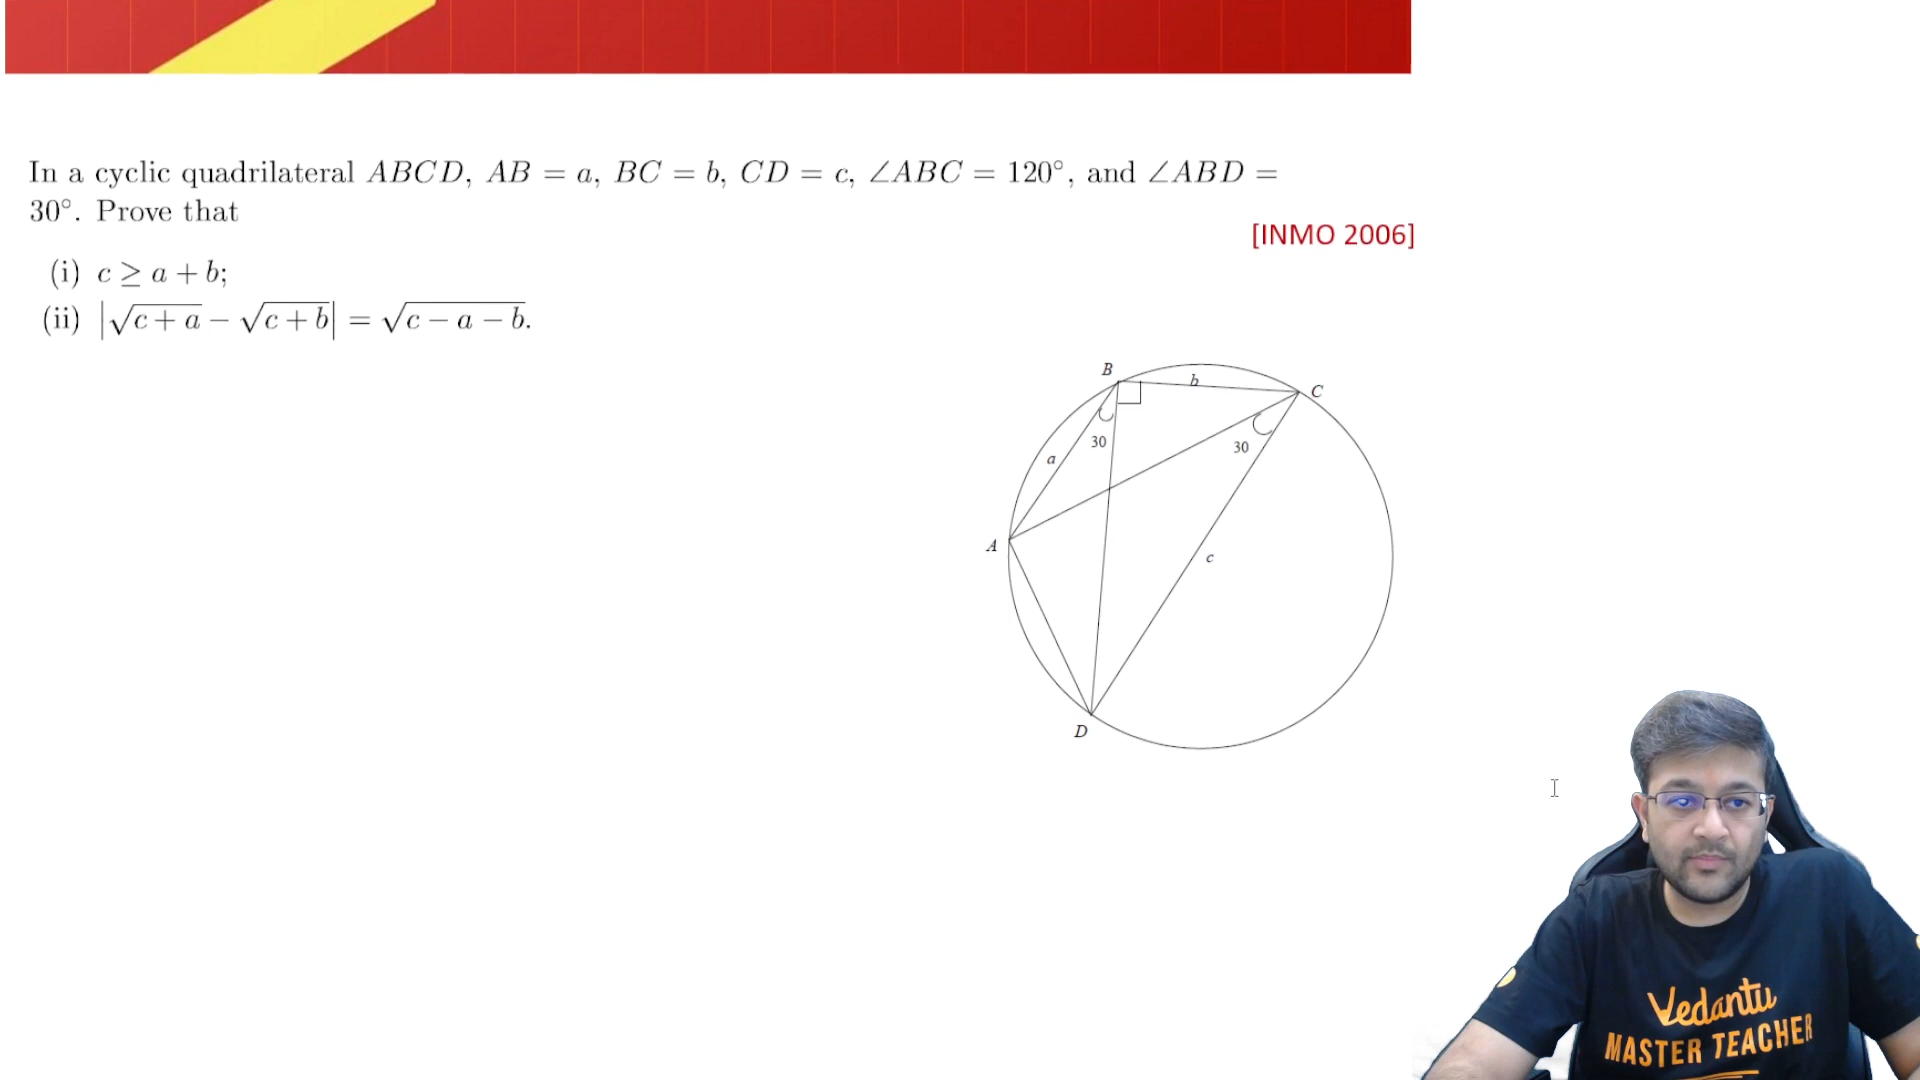 In a cyclic quadrilateral ABCD, AB = a, BC = b, CD = c, ∠ABC = 120°, and ∠ABD =
30°. Prove that
[INMO 2006]
(i) c ≥ a + b;
(ii) |√(c + a) − √(c + b)| = √(c − a − b).
B
b
C
30
30
a
A
c
D
Vedantu
MASTER TEACHER